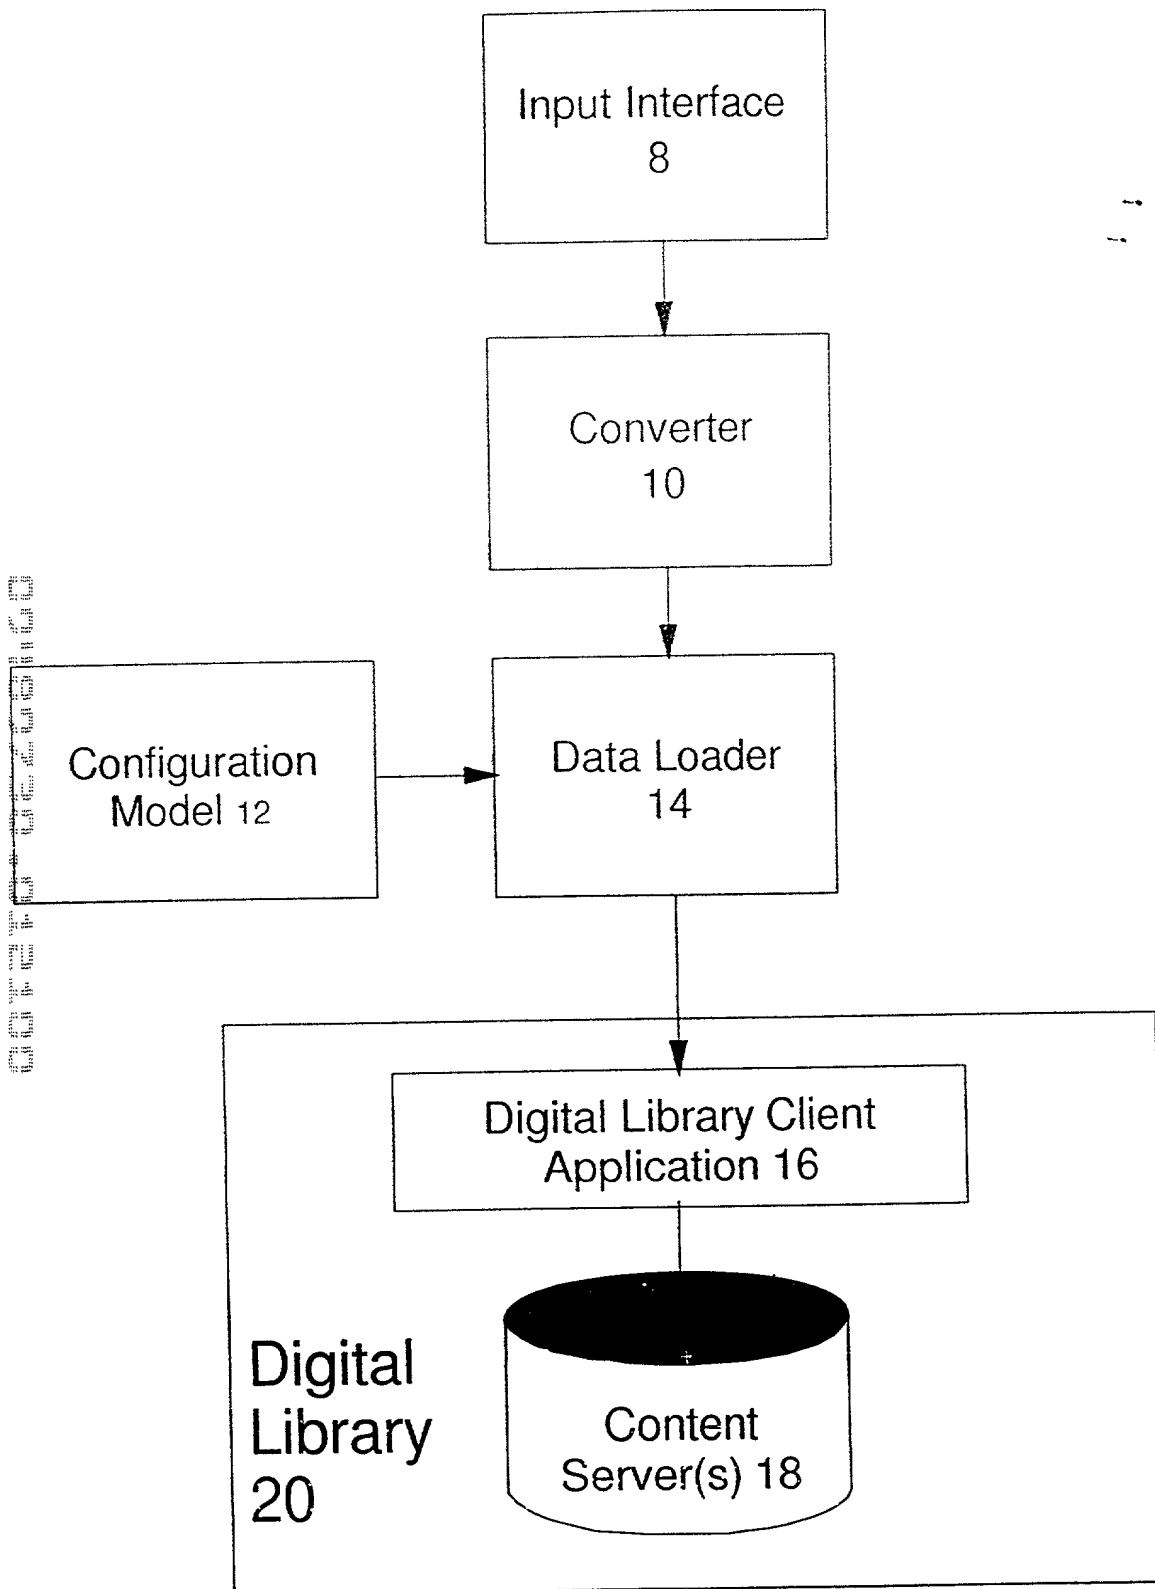 Input Interface
8
Converter
10
Configuration
Model 12
Data Loader
14
Digital Library Client
Application 16
Digital
Library
20
Content
Server(s) 18